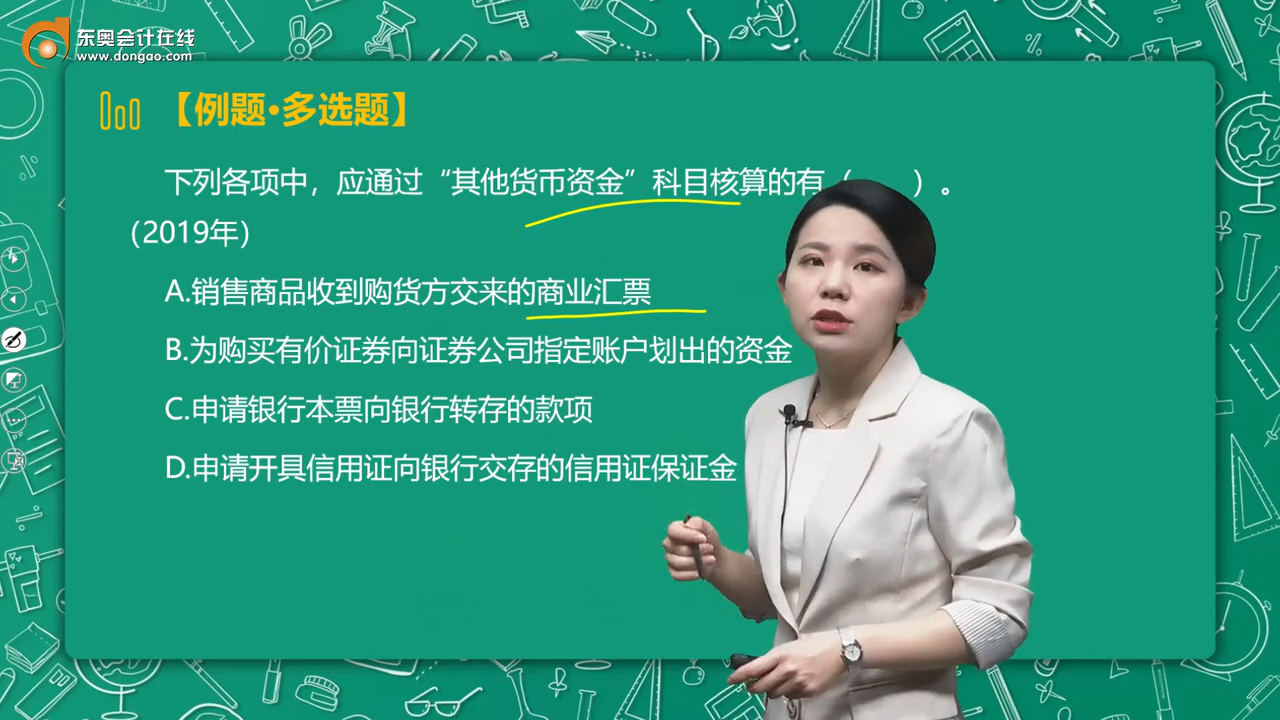 东奥会计在线
www.dongao.com
【例题•多选题】
下列各项中，应通过“其他货币资金”科目核算的有（　　）。
(2019年)
A.销售商品收到购货方交来的商业汇票
B.为购买有价证券向证券公司指定账户划出的资金
C.申请银行本票向银行转存的款项
D.申请开具信用证向银行交存的信用证保证金